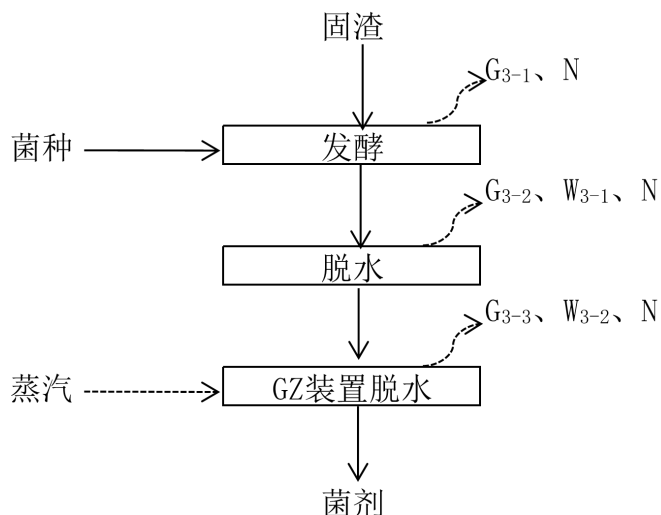 固渣
G3-1、N
菌种
发酵
G3-2、W3-1、N
脱水
G3-3、W3-2、N
蒸汽
GZ装置脱水
菌剂